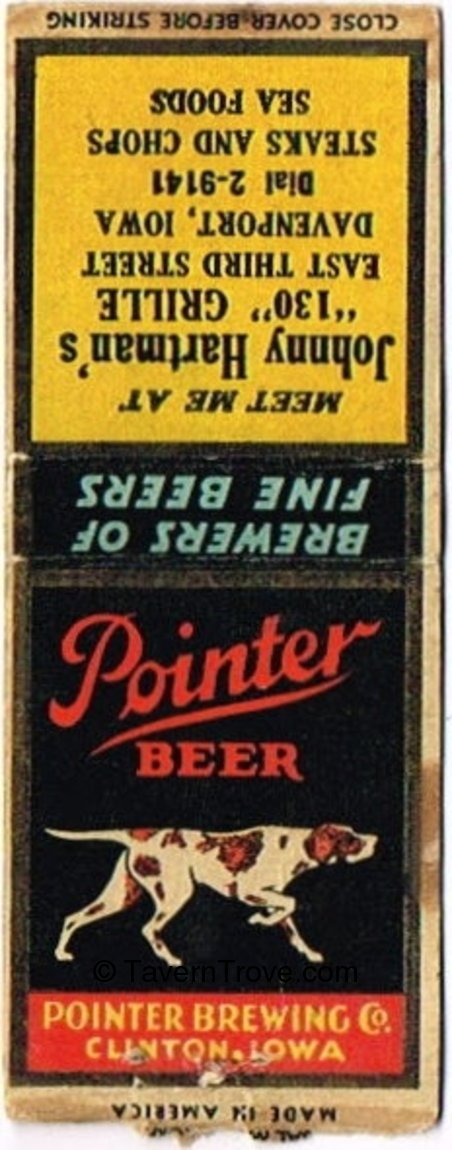 CLOSE COVER BEFORE STRIKING
MEET ME AT
Johnny Hartman's
"130" GRILLE
EAST THIRD STREET
DAVENPORT, IOWA
Dial 2-9141
STEAKS AND CHOPS
SEA FOODS
BREWERS OF
FINE BEERS
Pointer
BEER
© TavernTrove.com
POINTER BREWING Co.
CLINTON, IOWA
MADE IN AMERICA